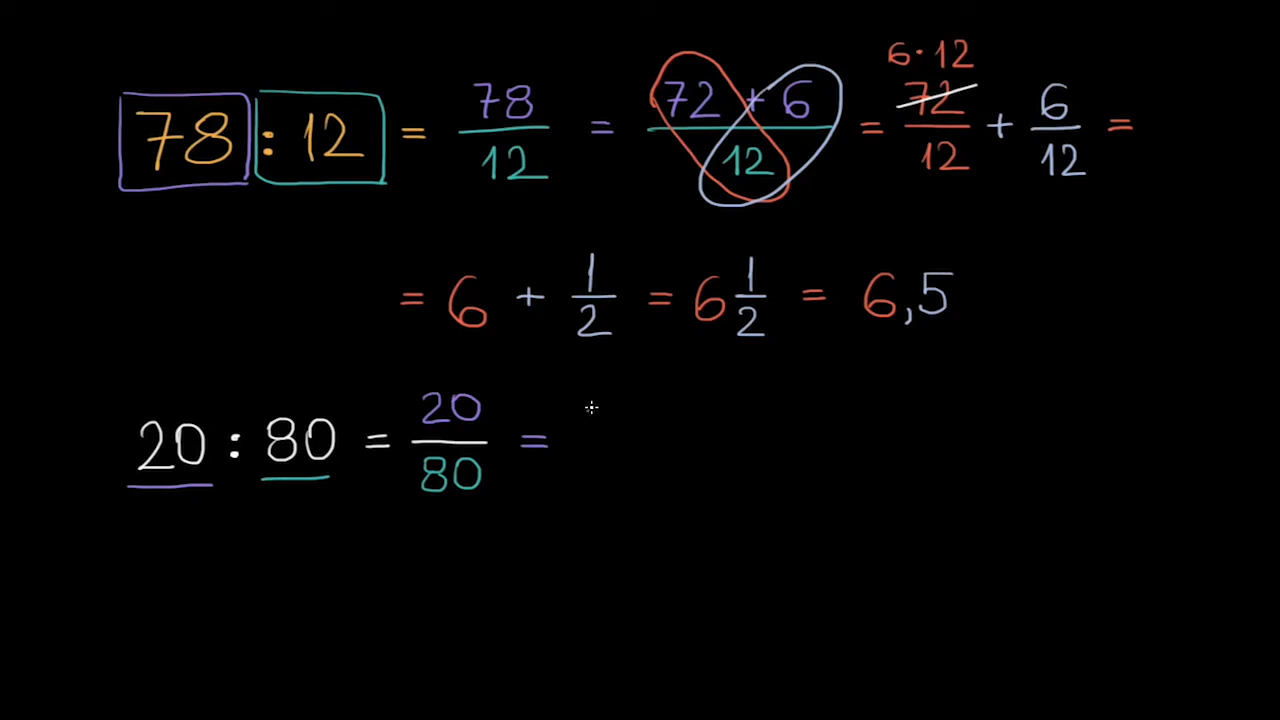 78 : 12 = 78/12 = (72 + 6)/12 = (6 · 12) 72/12 + 6/12 =
= 6 + 1/2 = 6 1/2 = 6,5
20 : 80 = 20/80 =